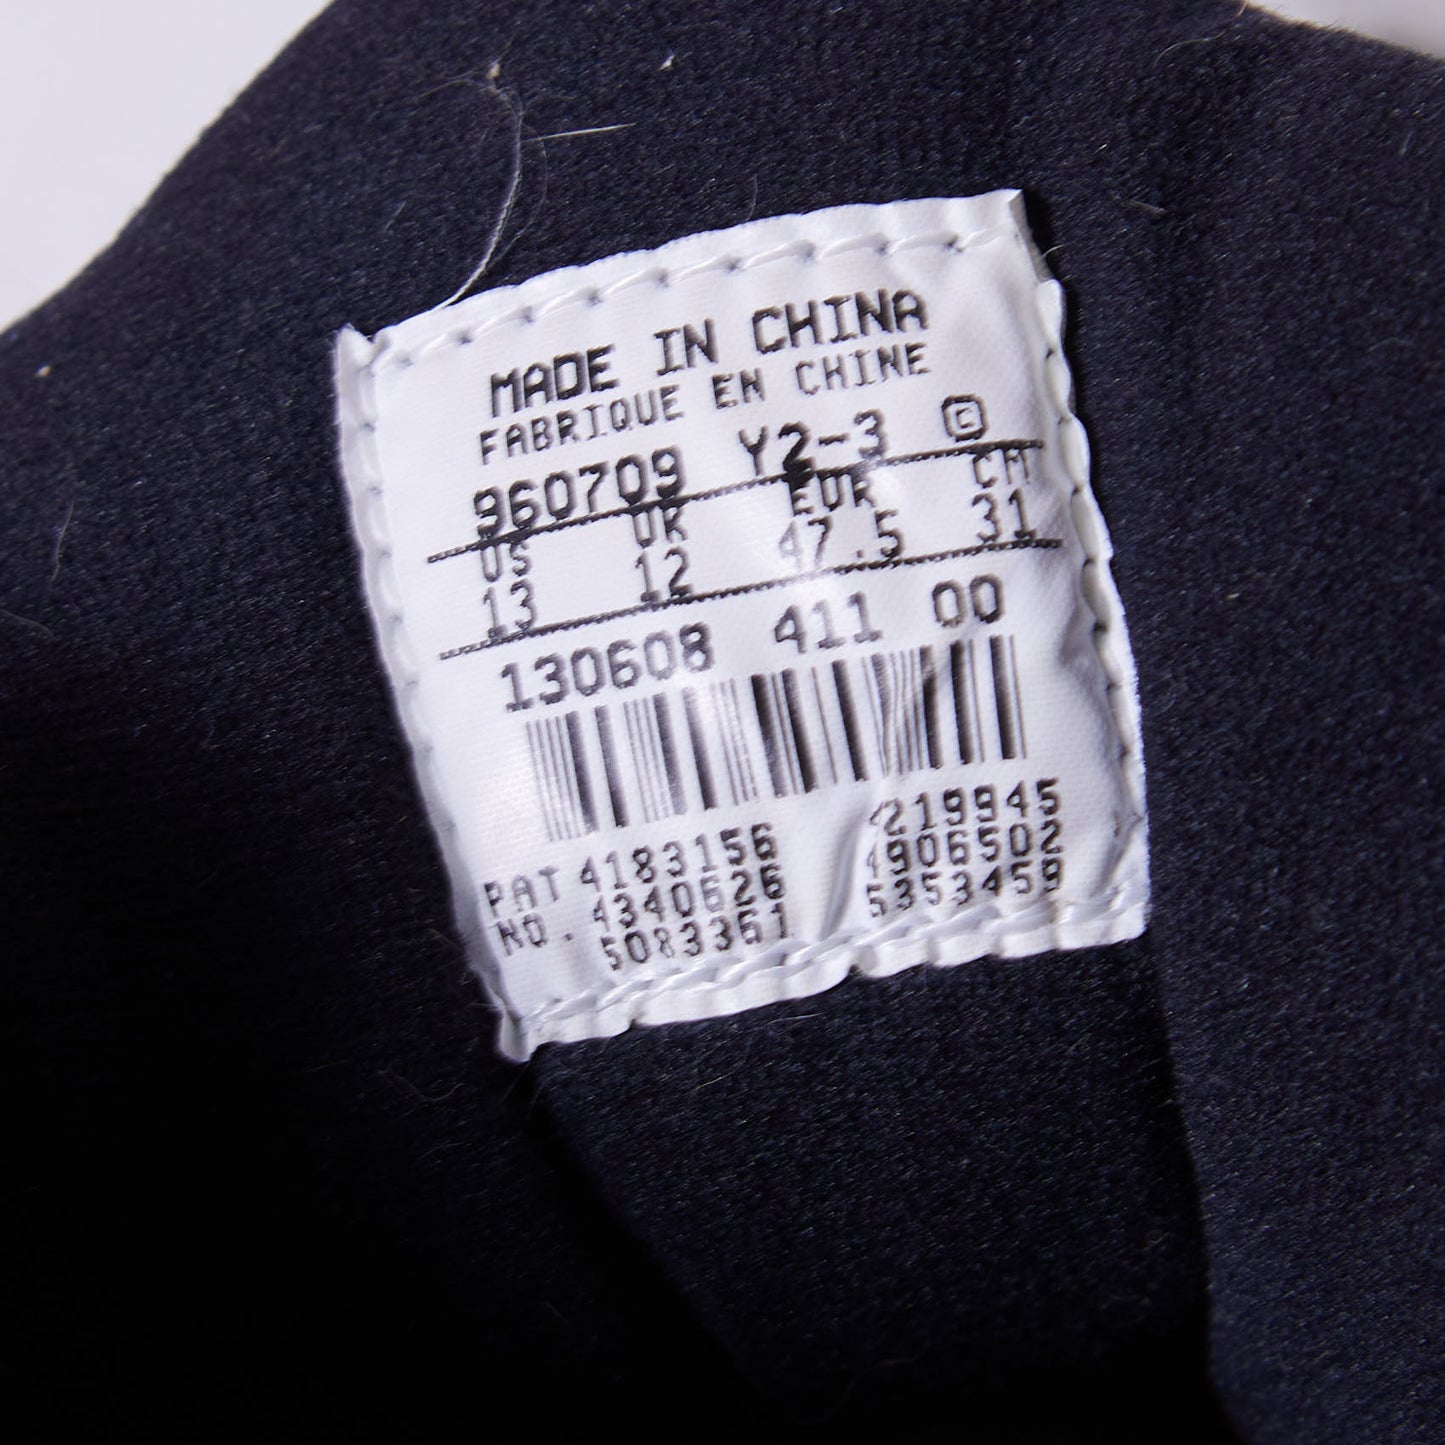 MADE IN CHINA
FABRIQUE EN CHINE
960709 Y2-3 ©
US UK EUR CM
13 12 47.5 31
130608 411 00
PAT 4183156 4219945
NO. 4340626 4906502
5083361 5353459